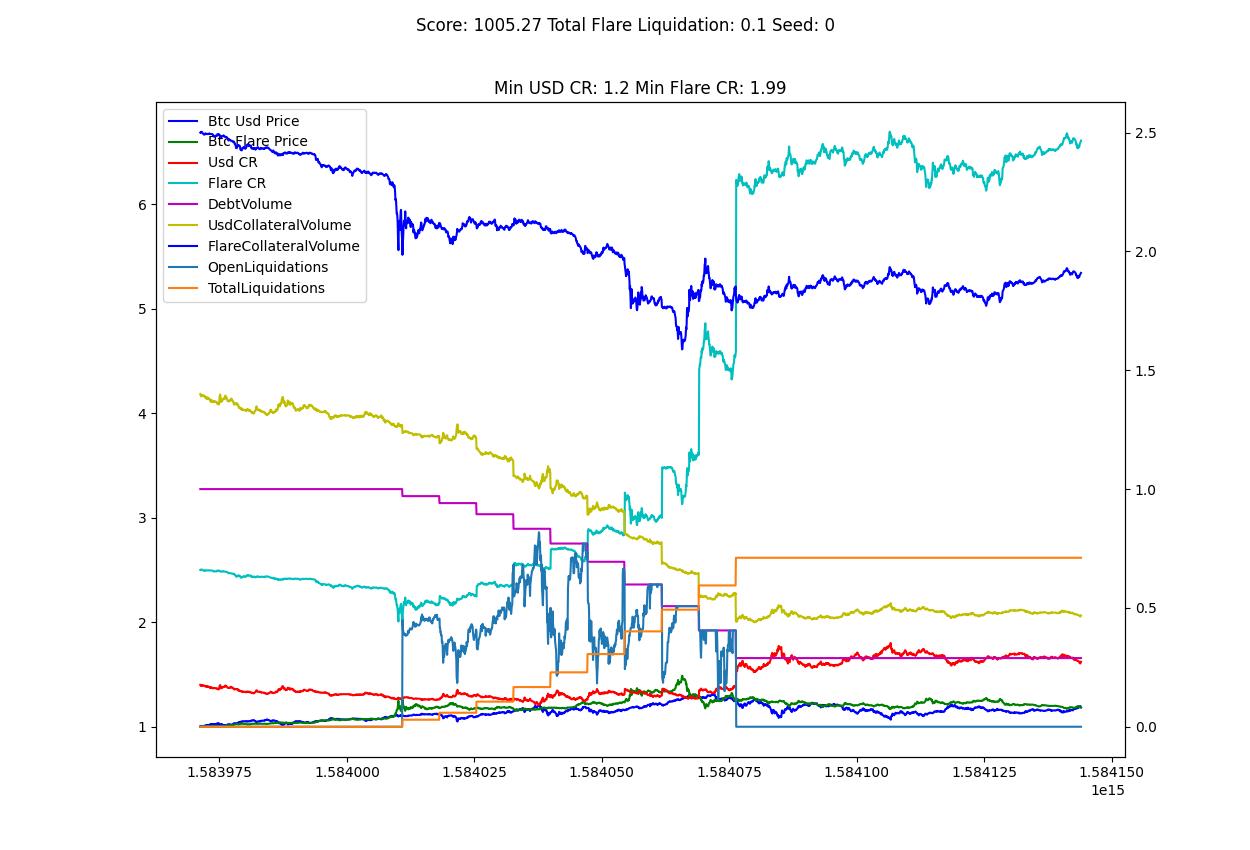 Score: 1005.27 Total Flare Liquidation: 0.1 Seed: 0
Min USD CR: 1.2 Min Flare CR: 1.99
Btc Usd Price
Btc Flare Price
Usd CR
Flare CR
DebtVolume
UsdCollateralVolume
FlareCollateralVolume
OpenLiquidations
TotalLiquidations
6
5
4
3
2
1
2.5
2.0
1.5
1.0
0.5
0.0
1.583975 1.584000 1.584025 1.584050 1.584075 1.584100 1.584125 1.584150
1e15